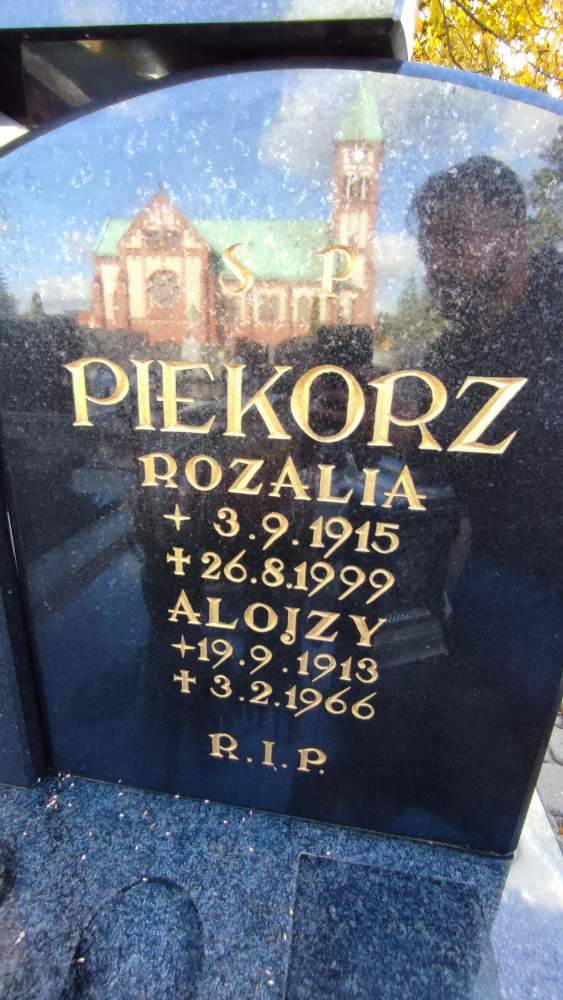 S P
PIEKORZ
ROZALIA
+ 3.9.1915
✝ 26.8.1999
ALOJZY
+19.9.1913
✝ 3.2.1966
R.I.P.